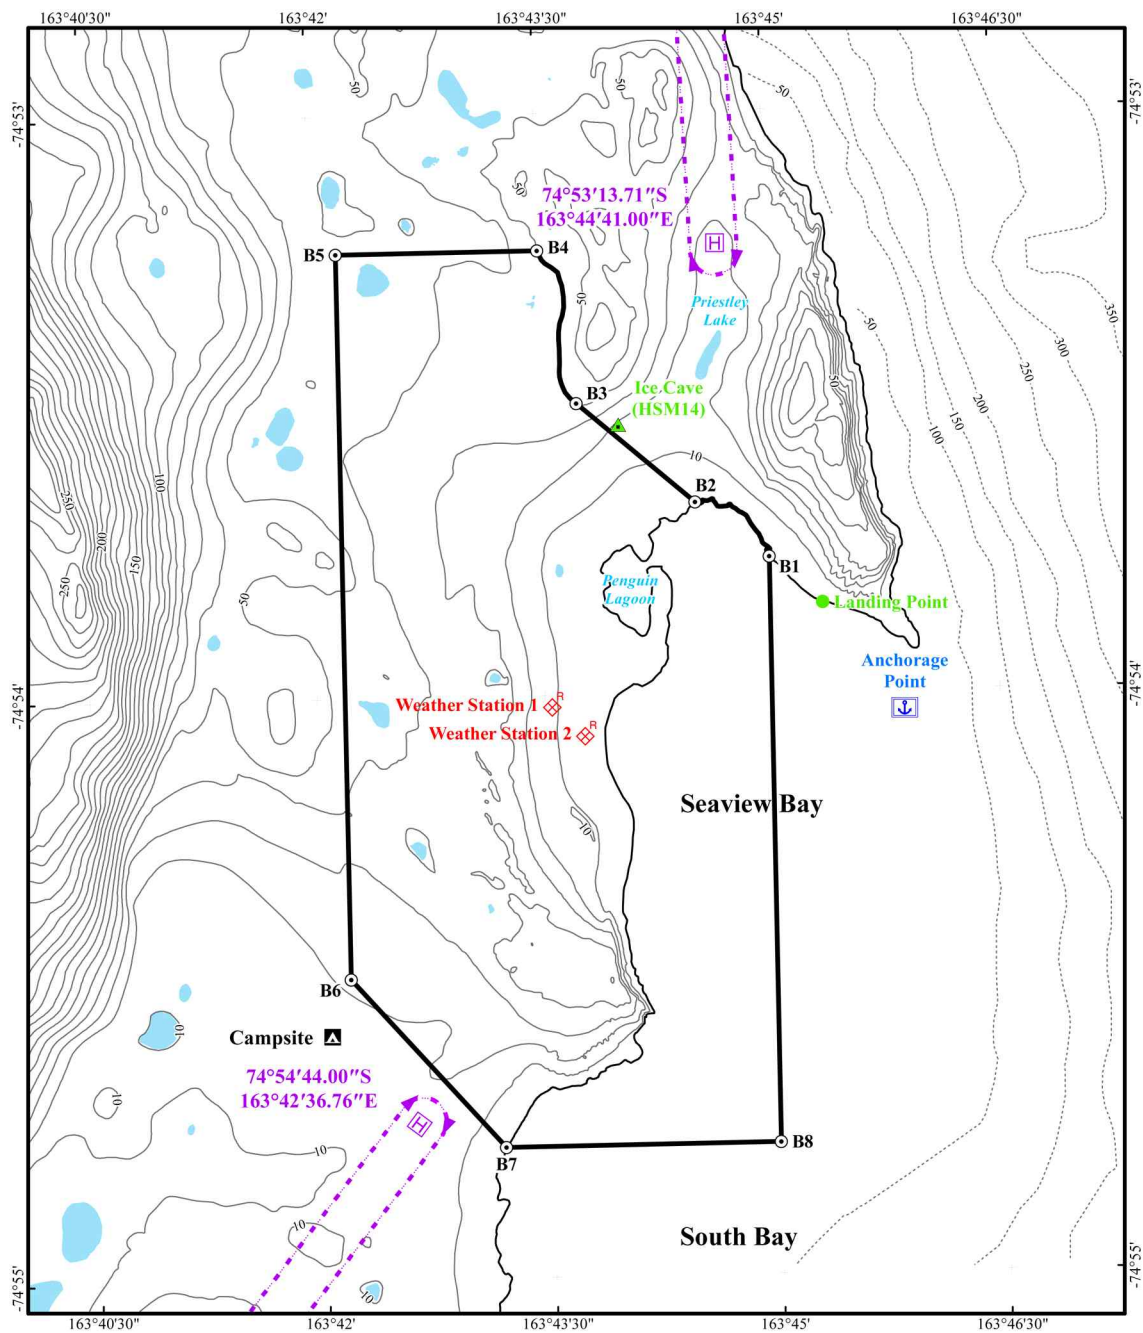 163°40'30" 163°42' 163°43'30" 163°45' 163°46'30"
-74°53'
-74°53'
50
50
50
50
74°53′13.71″S
163°44′41.00″E
H
B4
B5
50
Priestley
Lake
50
350
300
250
200
150
100
50
B3
Ice Cave
(HSM14)
10
B2
100
250
200
150
250
50
B1
Penguin
Lagoon
Landing Point
Anchorage
Point
-74°54'
-74°54'
Weather Station 1
R
Weather Station 2
R
Seaview Bay
10
B6
10
Campsite
74°54′44.00″S
163°42′36.76″E
10
H
B7
B8
10
South Bay
10
-74°55'
-74°55'
163°40'30" 163°42' 163°43'30" 163°45' 163°46'30"